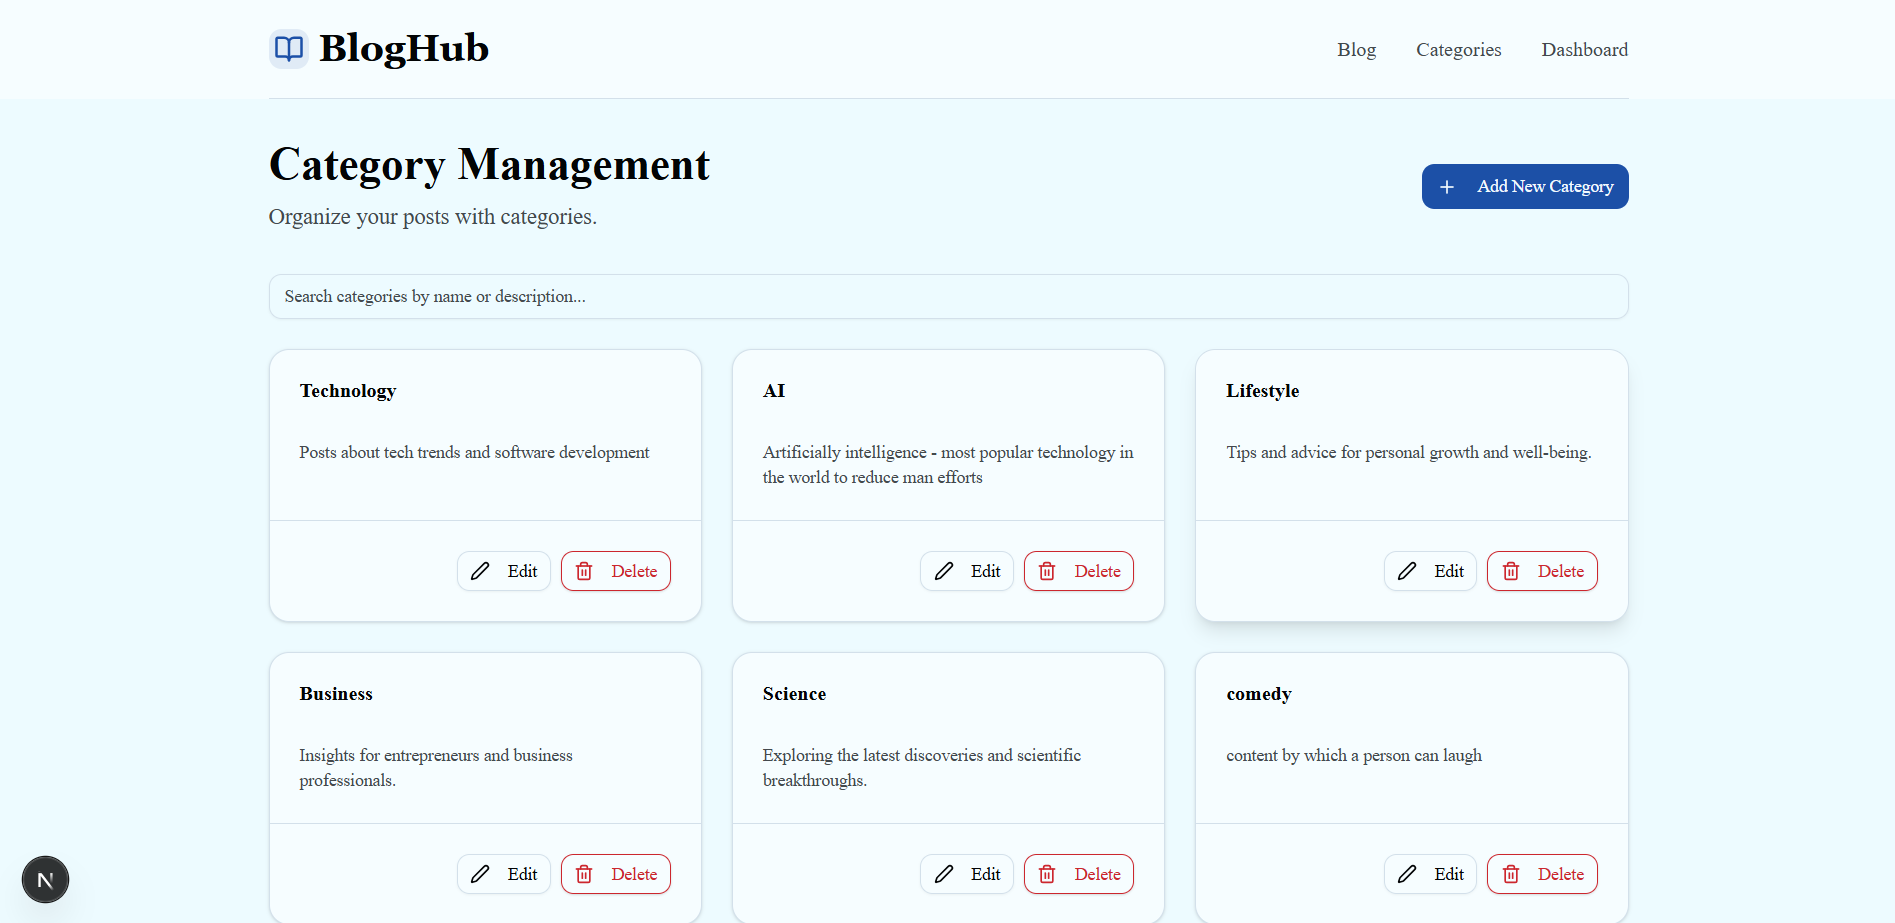 BlogHub
Blog
Categories
Dashboard
Category Management
Organize your posts with categories.
Add New Category
Search categories by name or description...
Technology
Posts about tech trends and software development
Edit
Delete
AI
Artificially intelligence - most popular technology in
the world to reduce man efforts
Edit
Delete
Lifestyle
Tips and advice for personal growth and well-being.
Edit
Delete
Business
Insights for entrepreneurs and business
professionals.
Edit
Delete
Science
Exploring the latest discoveries and scientific
breakthroughs.
Edit
Delete
comedy
content by which a person can laugh
Edit
Delete
N